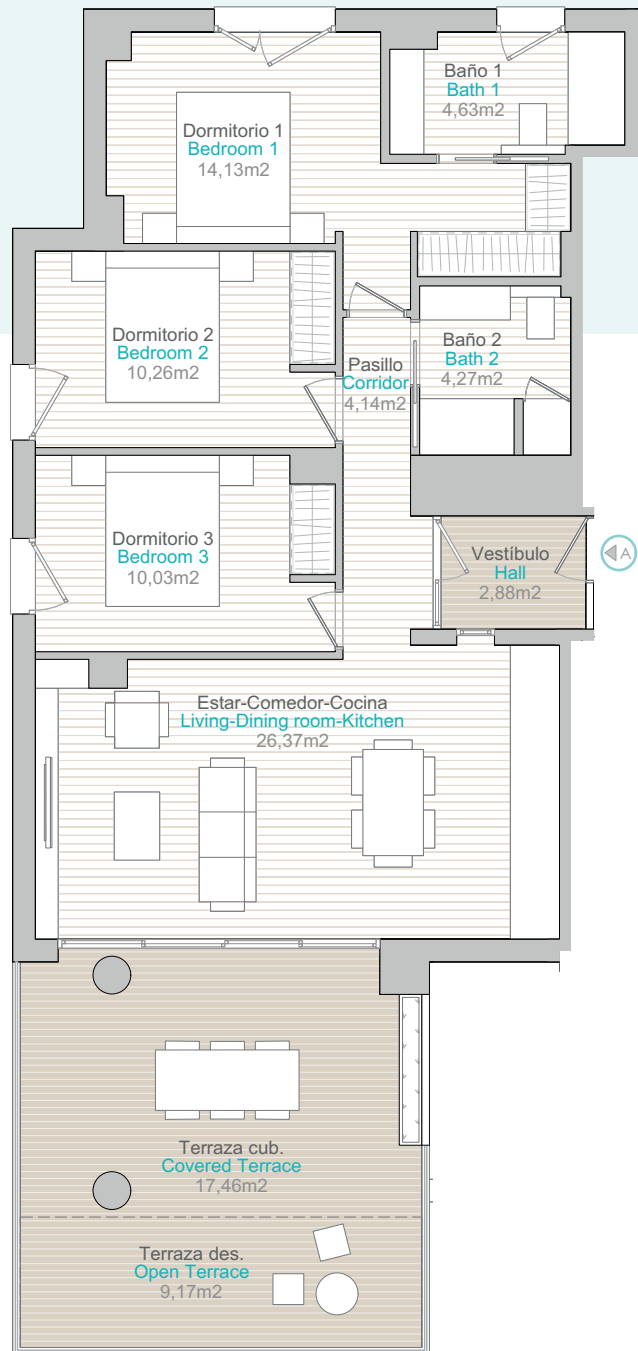 Baño 1
Bath 1
4,63m2
Dormitorio 1
Bedroom 1
14,13m2
Dormitorio 2
Bedroom 2
10,26m2
Baño 2
Bath 2
4,27m2
Pasillo
Corridor
4,14m2
Dormitorio 3
Bedroom 3
10,03m2
Vestíbulo
Hall
2,88m2
A
Estar-Comedor-Cocina
Living-Dining room-Kitchen
26,37m2
Terraza cub.
Covered Terrace
17,46m2
Terraza des.
Open Terrace
9,17m2